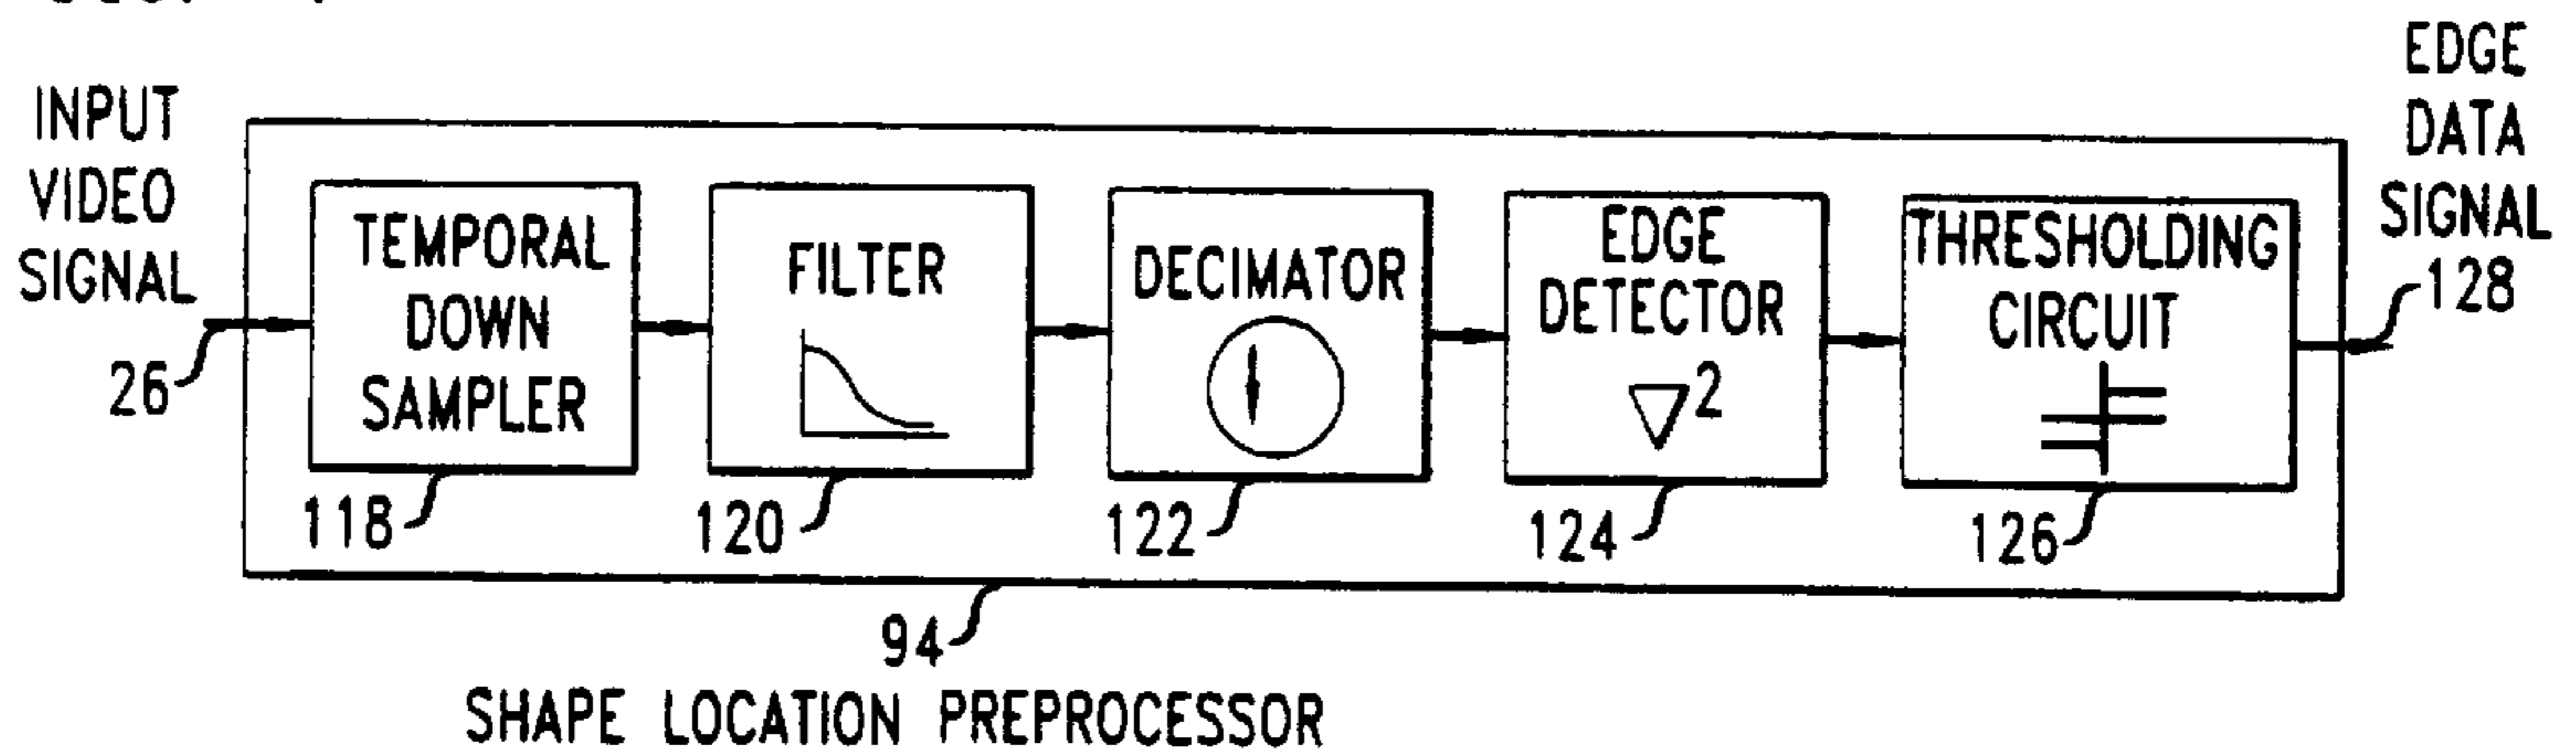 INPUT
VIDEO
SIGNAL
26
TEMPORAL
DOWN
SAMPLER
118
FILTER
120
DECIMATOR
122
EDGE
DETECTOR
∇2
124
THRESHOLDING
CIRCUIT
126
EDGE
DATA
SIGNAL
128
94
SHAPE LOCATION PREPROCESSOR